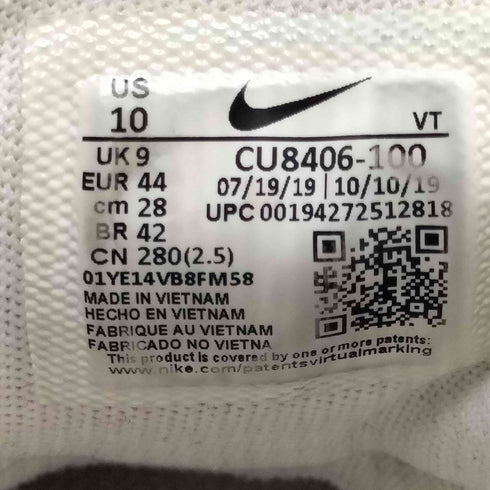 US
10
VT
UK 9
CU8406-100
EUR 44
07/19/19 | 10/10/19
cm 28
UPC 00194272512818
BR 42
CN 280(2.5)
01YE14VB8FM58
MADE IN VIETNAM
HECHO EN VIETNAM
FABRIQUE AU VIETNAM
FABRICADO NO VIETNA
This product is covered by one or more patents:
www.nike.com/patentsvirtualmarking